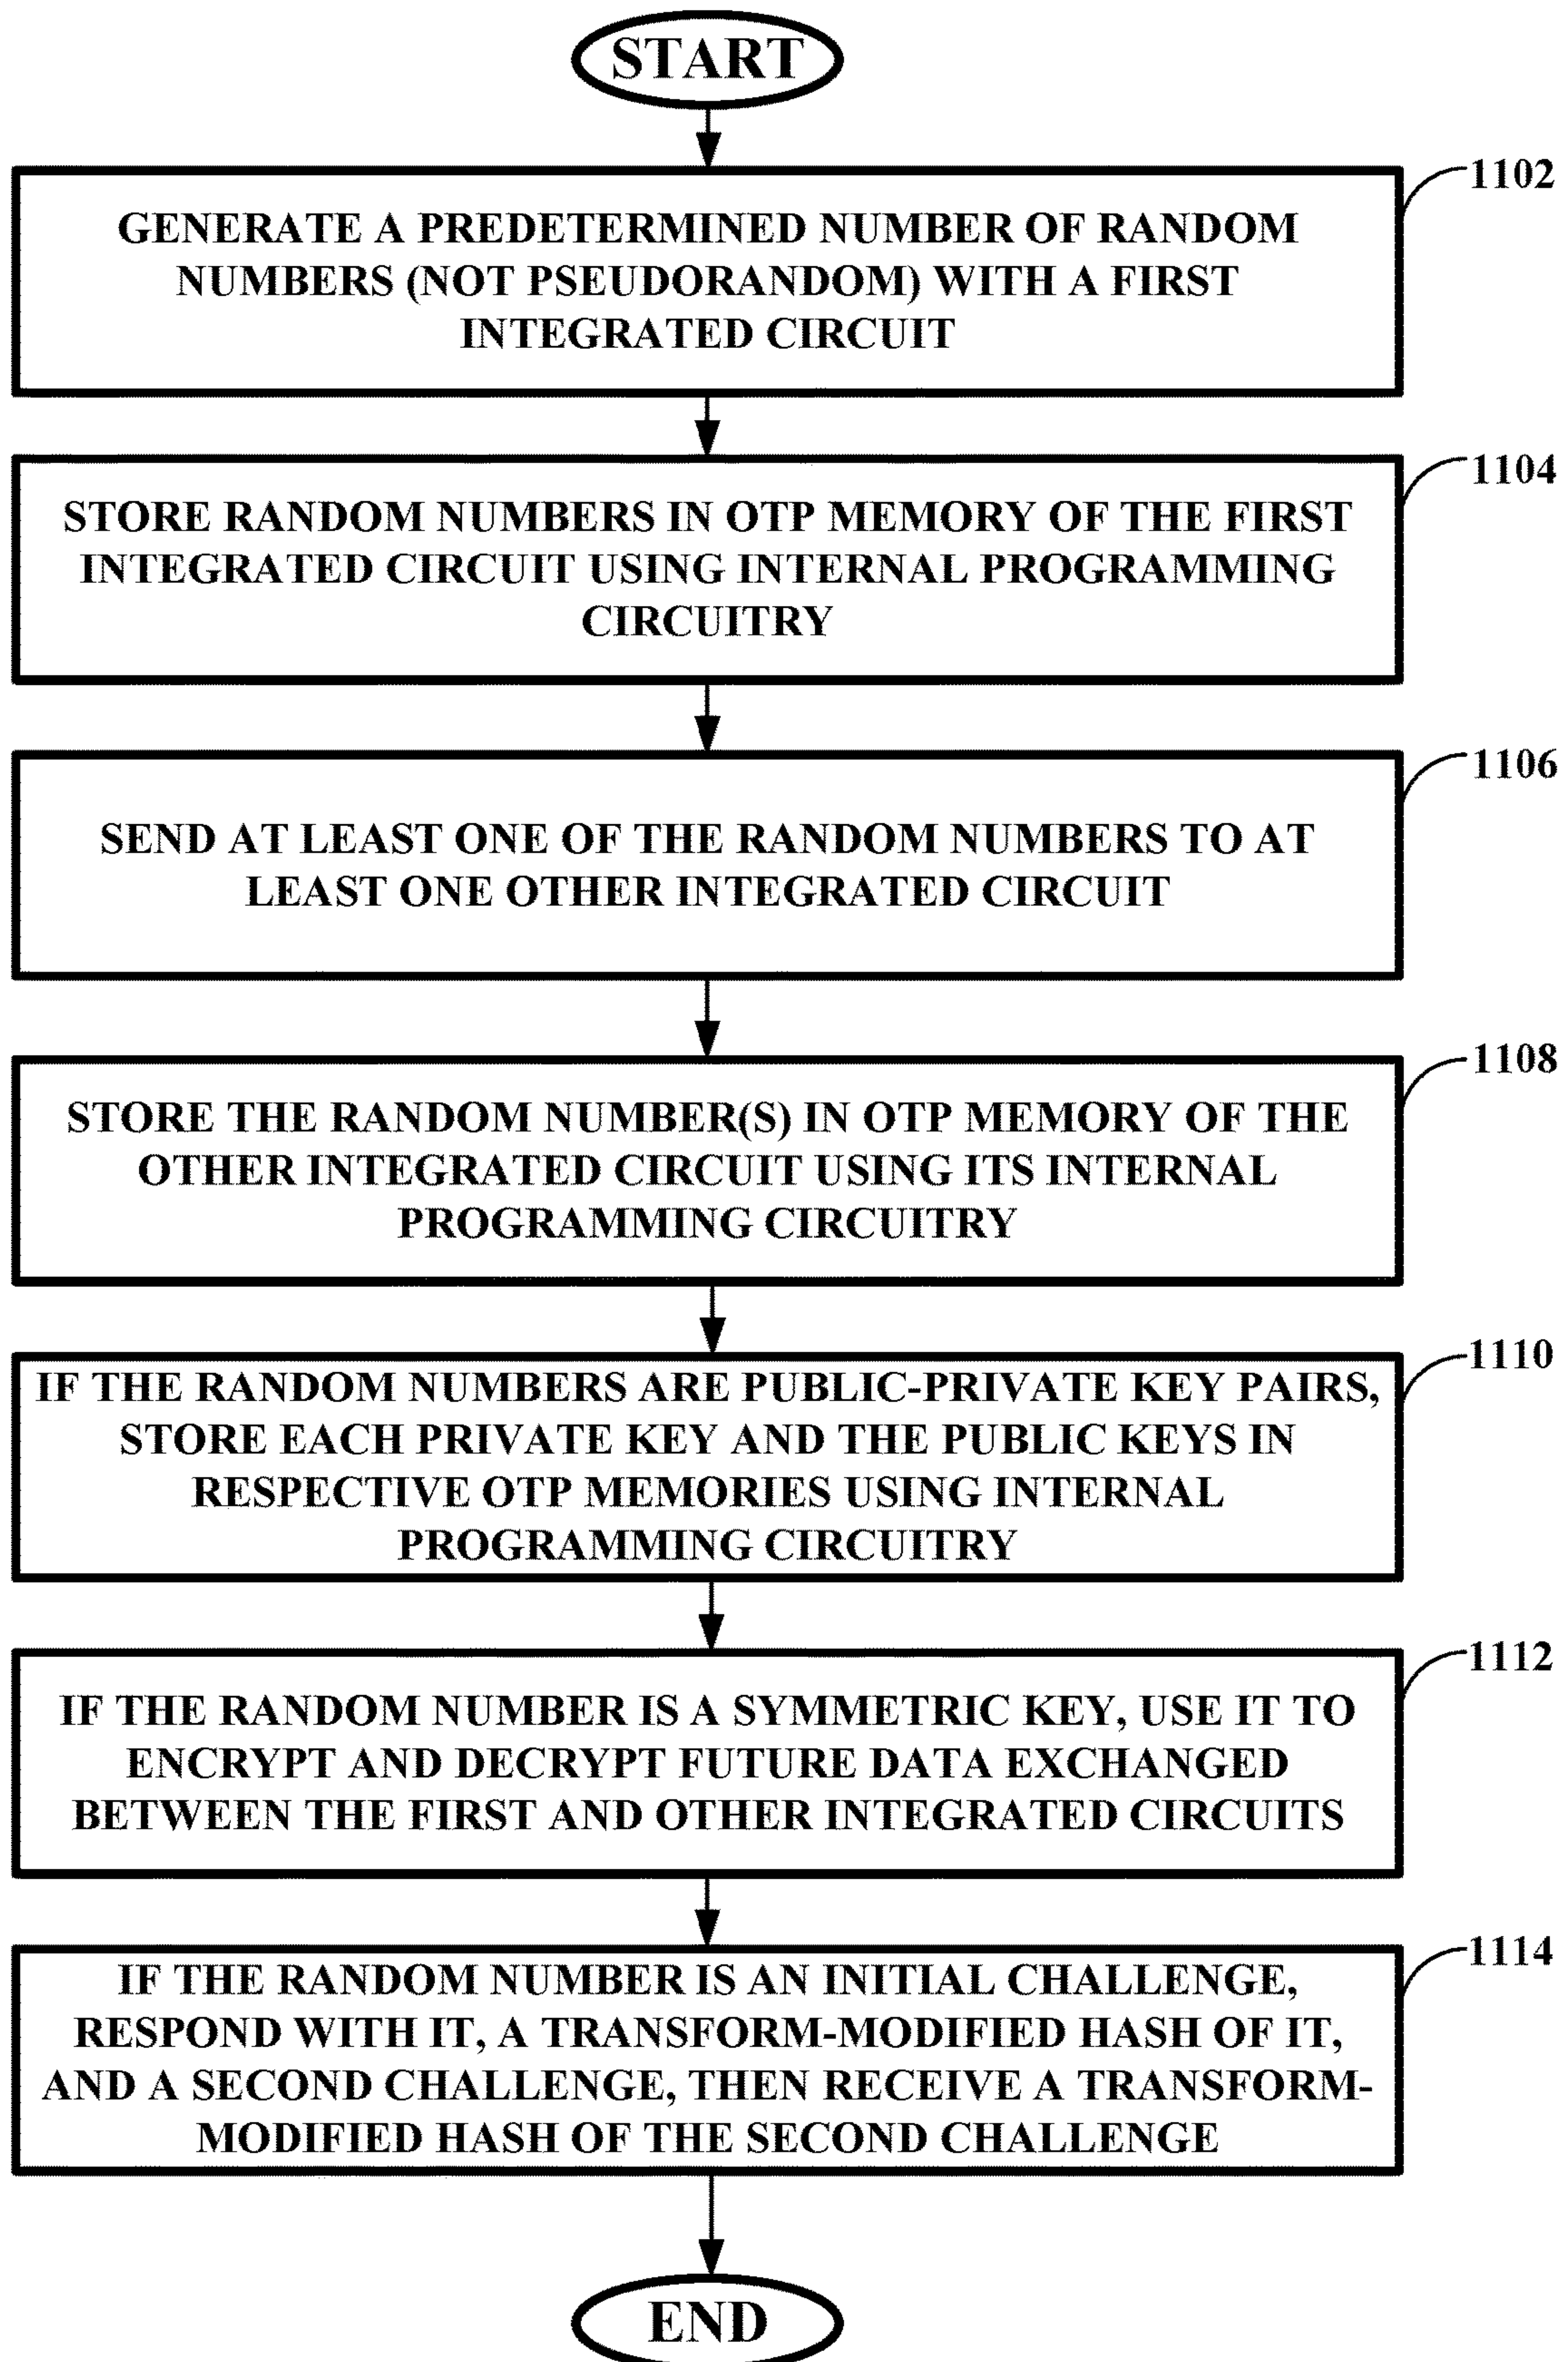 START
1102
GENERATE A PREDETERMINED NUMBER OF RANDOM
NUMBERS (NOT PSEUDORANDOM) WITH A FIRST
INTEGRATED CIRCUIT
1104
STORE RANDOM NUMBERS IN OTP MEMORY OF THE FIRST
INTEGRATED CIRCUIT USING INTERNAL PROGRAMMING
CIRCUITRY
1106
SEND AT LEAST ONE OF THE RANDOM NUMBERS TO AT
LEAST ONE OTHER INTEGRATED CIRCUIT
1108
STORE THE RANDOM NUMBER(S) IN OTP MEMORY OF THE
OTHER INTEGRATED CIRCUIT USING ITS INTERNAL
PROGRAMMING CIRCUITRY
1110
IF THE RANDOM NUMBERS ARE PUBLIC-PRIVATE KEY PAIRS,
STORE EACH PRIVATE KEY AND THE PUBLIC KEYS IN
RESPECTIVE OTP MEMORIES USING INTERNAL
PROGRAMMING CIRCUITRY
1112
IF THE RANDOM NUMBER IS A SYMMETRIC KEY, USE IT TO
ENCRYPT AND DECRYPT FUTURE DATA EXCHANGED
BETWEEN THE FIRST AND OTHER INTEGRATED CIRCUITS
1114
IF THE RANDOM NUMBER IS AN INITIAL CHALLENGE,
RESPOND WITH IT, A TRANSFORM-MODIFIED HASH OF IT,
AND A SECOND CHALLENGE, THEN RECEIVE A TRANSFORM-
MODIFIED HASH OF THE SECOND CHALLENGE
END